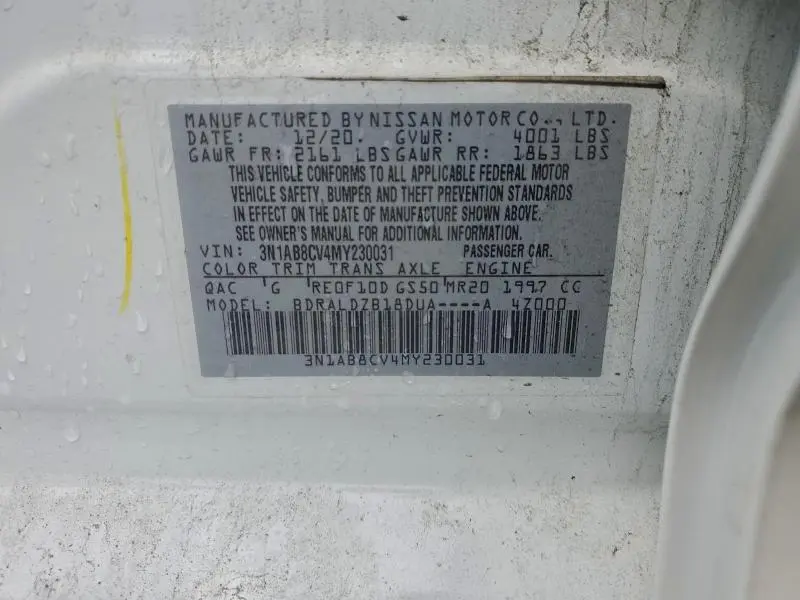 MANUFACTURED BY NISSAN MOTOR CO., LTD.
DATE: 12/20. GVWR: 4001 LBS
GAWR FR: 2161 LBS GAWR RR: 1863 LBS
THIS VEHICLE CONFORMS TO ALL APPLICABLE FEDERAL MOTOR
VEHICLE SAFETY, BUMPER AND THEFT PREVENTION STANDARDS
IN EFFECT ON THE DATE OF MANUFACTURE SHOWN ABOVE.
SEE OWNER'S MANUAL FOR ADDITIONAL INFORMATION.
VIN: 3N1AB8CV4MY230031 PASSENGER CAR.
COLOR TRIM TRANS AXLE ENGINE
QAC G RE0F10D GS50 MR20 1997 CC
MODEL: BDRALDZB18DUA----A 4Z000
3N1AB8CV4MY230031